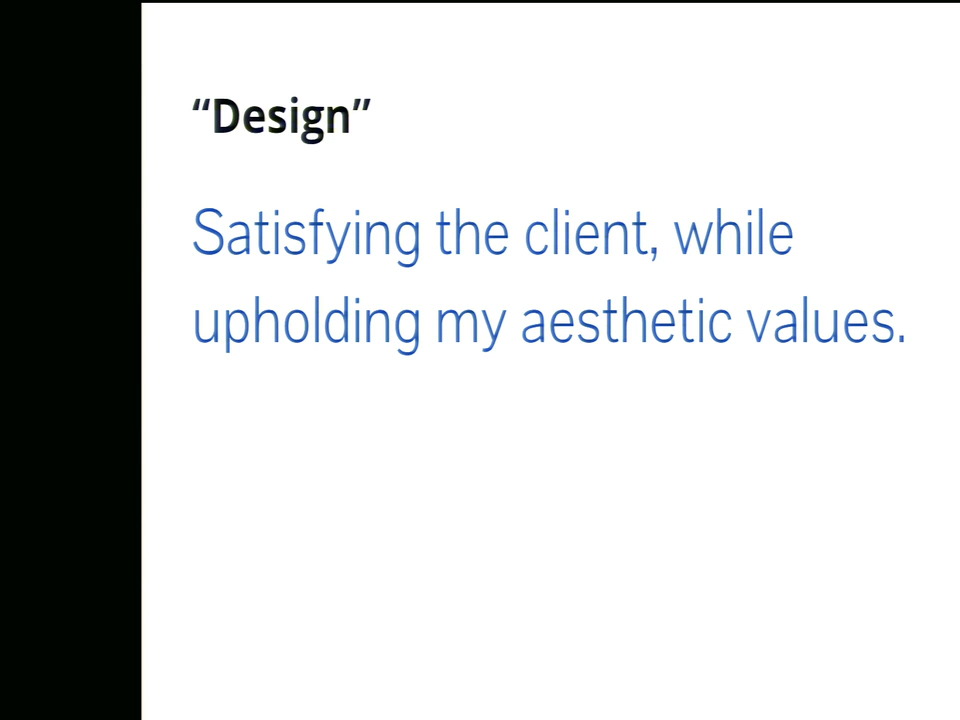 “Design”
Satisfying the client, while
upholding my aesthetic values.